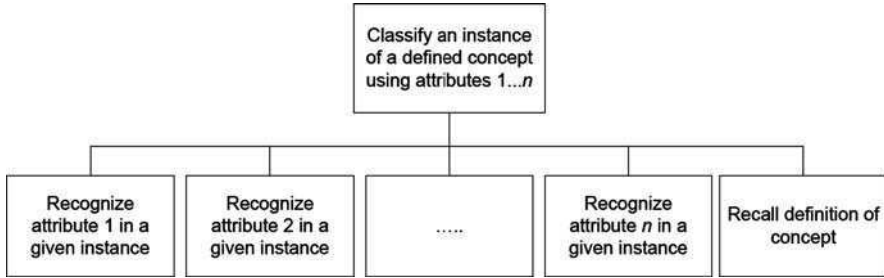 Classify an instance
of a defined concept
using attributes 1...n
Recognize
attribute 1 in a
given instance
Recognize
attribute 2 in a
given instance
.....
Recognize
attribute n in a
given instance
Recall definition of
concept